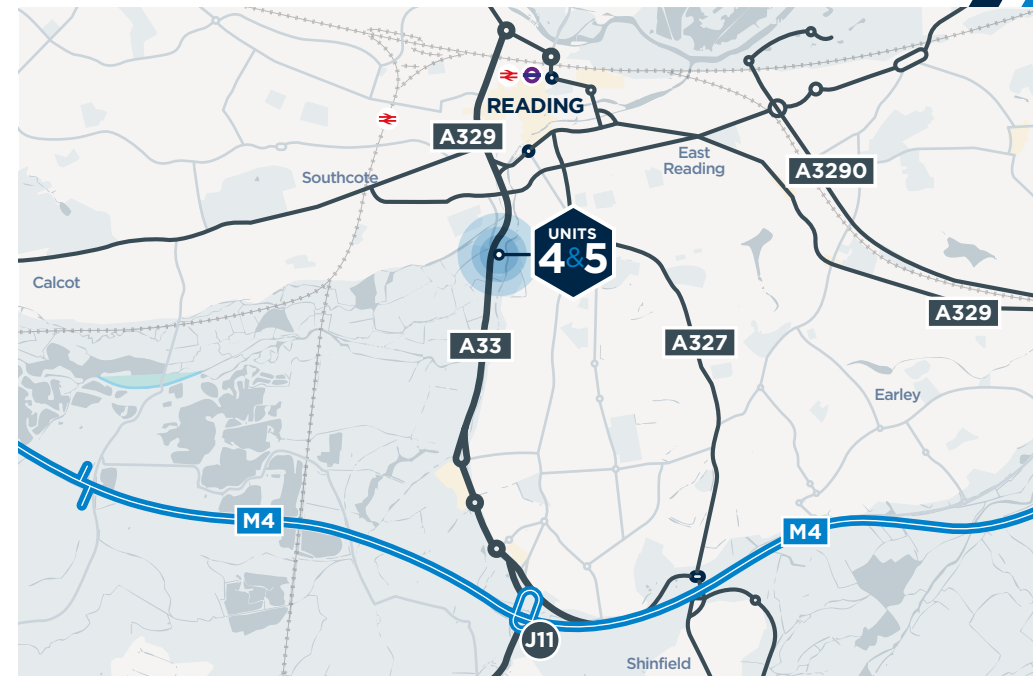 READING
A329
East
Reading
A3290
Southcote
UNITS
4&5
Calcot
A329
A33
A327
Earley
M4
M4
J11
Shinfield